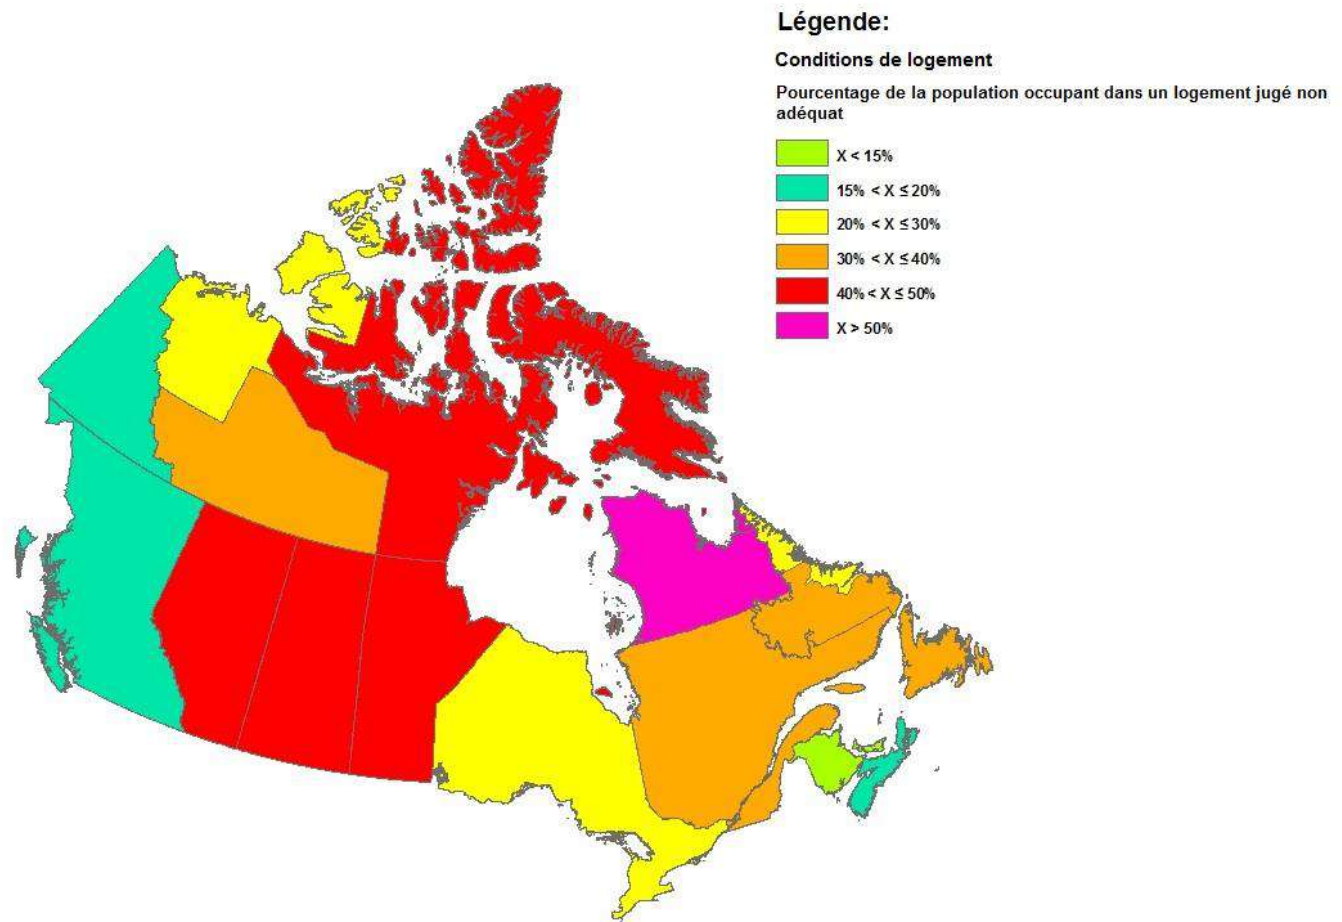 Légende:
Conditions de logement
Pourcentage de la population occupant dans un logement jugé non
adéquat
X < 15%
15% < X ≤ 20%
20% < X ≤ 30%
30% < X ≤ 40%
40% < X ≤ 50%
X > 50%